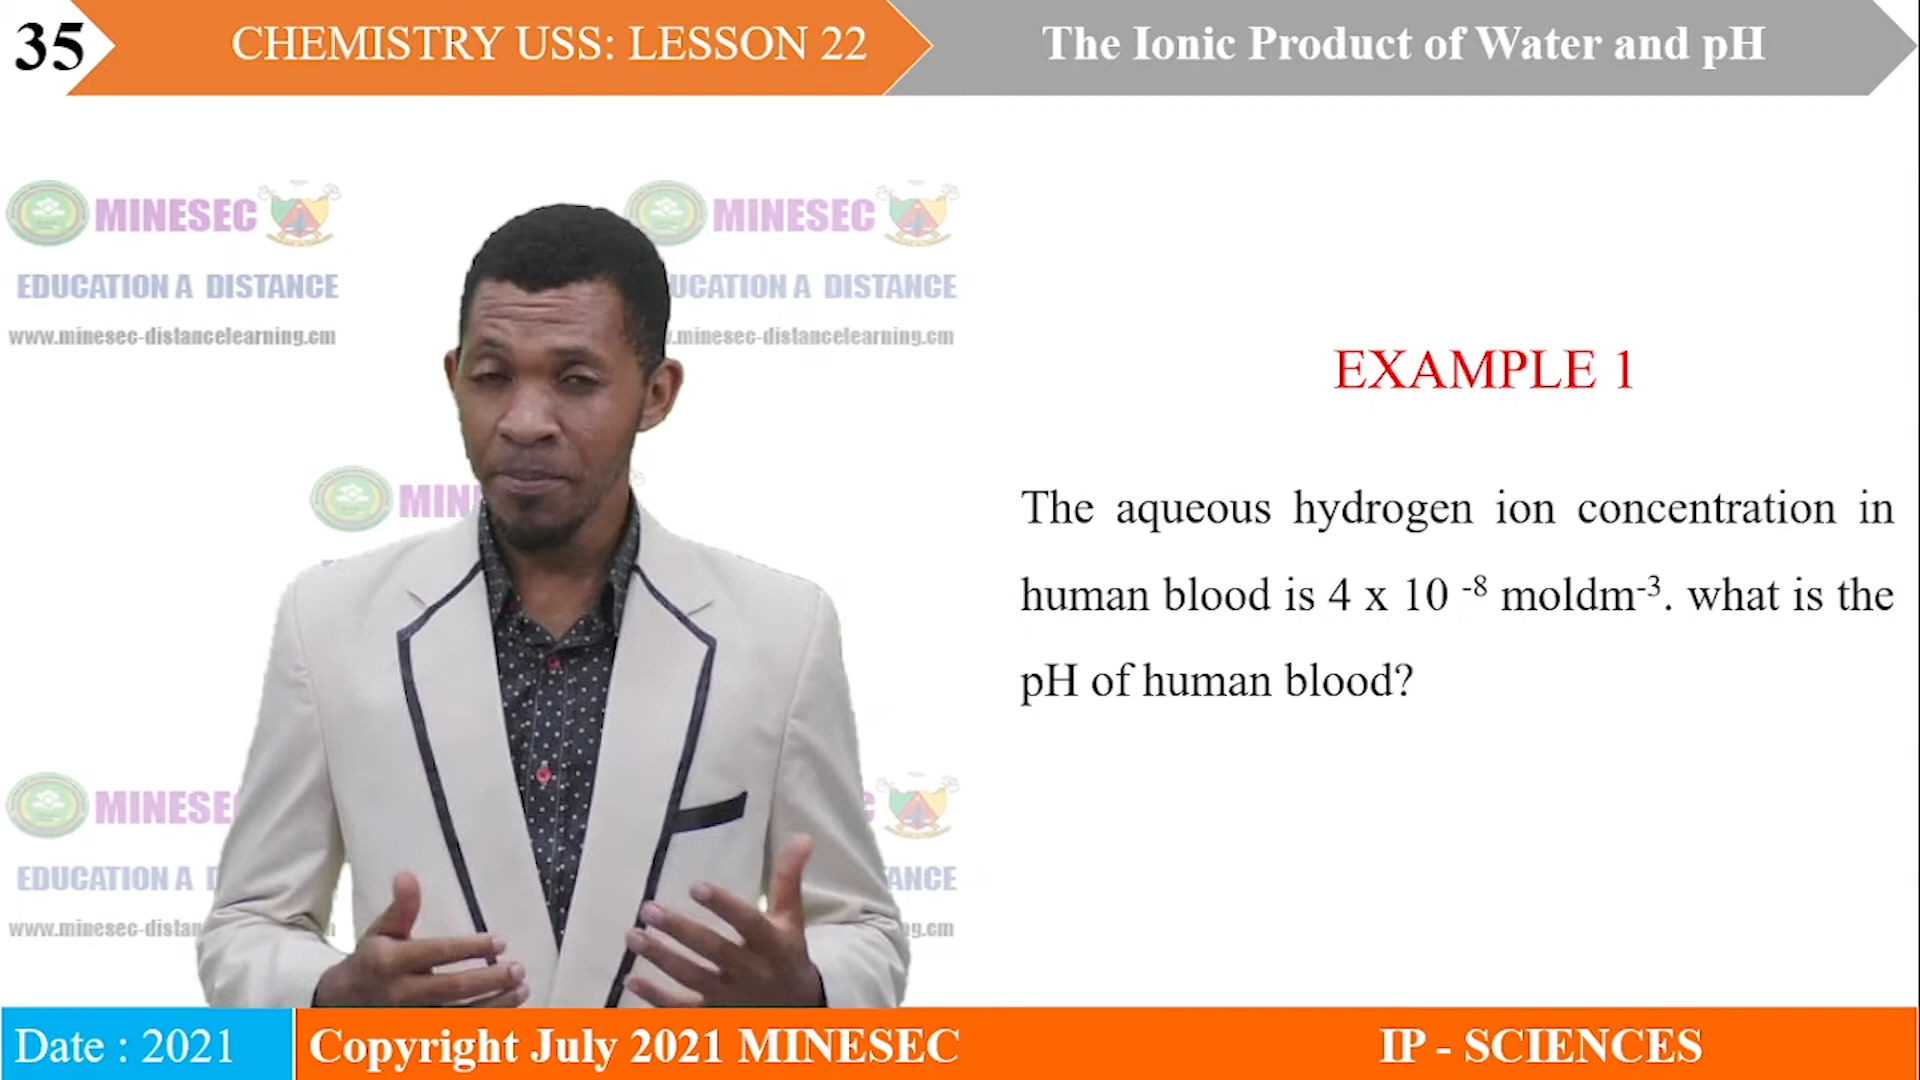 35
CHEMISTRY USS: LESSON 22
The Ionic Product of Water and pH
MINESEC
MINESEC
EDUCATION A DISTANCE
UCATION A DISTANCE
www.minesec-distancelearning.cm
.minesec-distancelearning.cm
EXAMPLE 1
MIN
The aqueous hydrogen ion concentration in
human blood is 4 x 10 -8 moldm-3. what is the
pH of human blood?
MINESE
EDUCATION A D
ANCE
www.minesec-distan
ng.cm
Date : 2021
Copyright July 2021 MINESEC
IP - SCIENCES